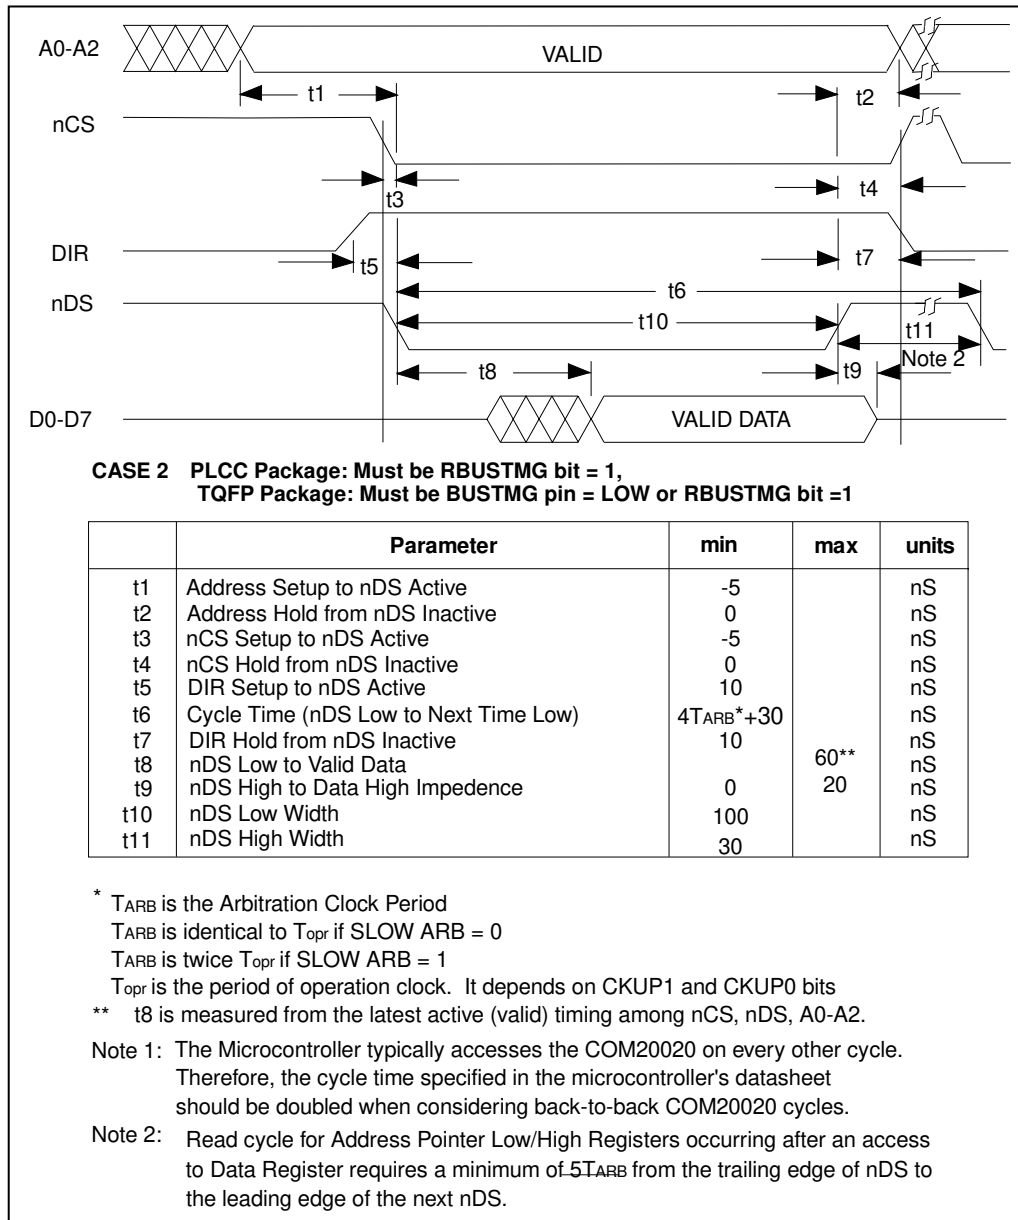 A0-A2
VALID
t1
t2
nCS
t3
t4
DIR
t5
t7
t6
nDS
t10
t11
Note 2
t8
t9
D0-D7
VALID DATA
CASE 2 PLCC Package: Must be RBUSTMG bit = 1,
TQFP Package: Must be BUSTMG pin = LOW or RBUSTMG bit =1
Parameter min max units
t1 Address Setup to nDS Active -5 nS
t2 Address Hold from nDS Inactive 0 nS
t3 nCS Setup to nDS Active -5 nS
t4 nCS Hold from nDS Inactive 0 nS
t5 DIR Setup to nDS Active 10 nS
t6 Cycle Time (nDS Low to Next Time Low) 4TARB*+30 nS
t7 DIR Hold from nDS Inactive 10 nS
t8 nDS Low to Valid Data 60** nS
t9 nDS High to Data High Impedence 0 20 nS
t10 nDS Low Width 100 nS
t11 nDS High Width 30 nS
* TARB is the Arbitration Clock Period
TARB is identical to Topr if SLOW ARB = 0
TARB is twice Topr if SLOW ARB = 1
Topr is the period of operation clock. It depends on CKUP1 and CKUP0 bits
** t8 is measured from the latest active (valid) timing among nCS, nDS, A0-A2.
Note 1: The Microcontroller typically accesses the COM20020 on every other cycle.
Therefore, the cycle time specified in the microcontroller's datasheet
should be doubled when considering back-to-back COM20020 cycles.
Note 2: Read cycle for Address Pointer Low/High Registers occurring after an access
to Data Register requires a minimum of 5TARB from the trailing edge of nDS to
the leading edge of the next nDS.